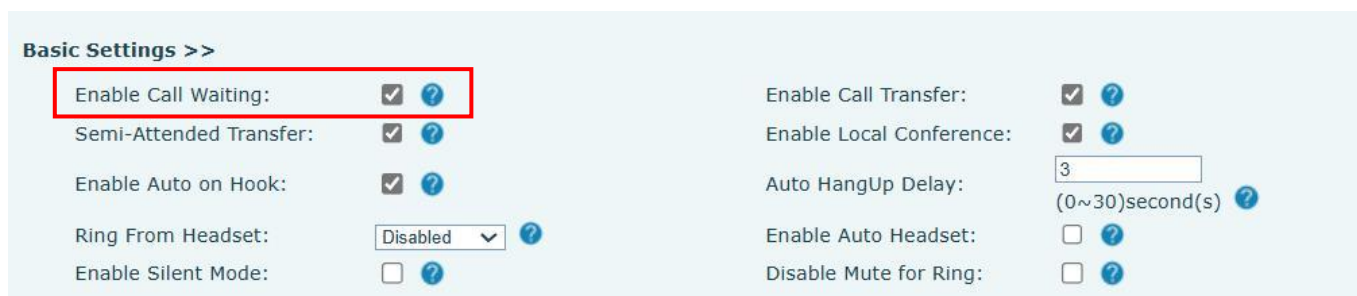 Basic Settings >>
Enable Call Waiting: ? Enable Call Transfer: ?
Semi-Attended Transfer: ? Enable Local Conference: ?
Enable Auto on Hook: ? Auto HangUp Delay: 3
(0~30)second(s) ?
Ring From Headset: Disabled ? Enable Auto Headset: ?
Enable Silent Mode: ? Disable Mute for Ring: ?